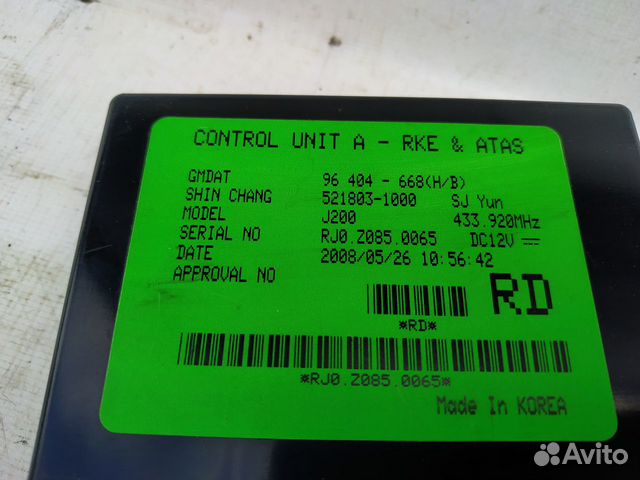 CONTROL UNIT A - RKE & ATAS
GMDAT 96 404 - 668(H/B)
SHIN CHANG 521803-1000 SJ Yun
MODEL J200 433.920MHz
SERIAL NO RJ0.Z085.0065 DC12V
DATE 2008/05/26 10:56:42
APPROVAL NO
RD
*RD*
*RJ0.Z085.0065*
Made In KOREA
Avito